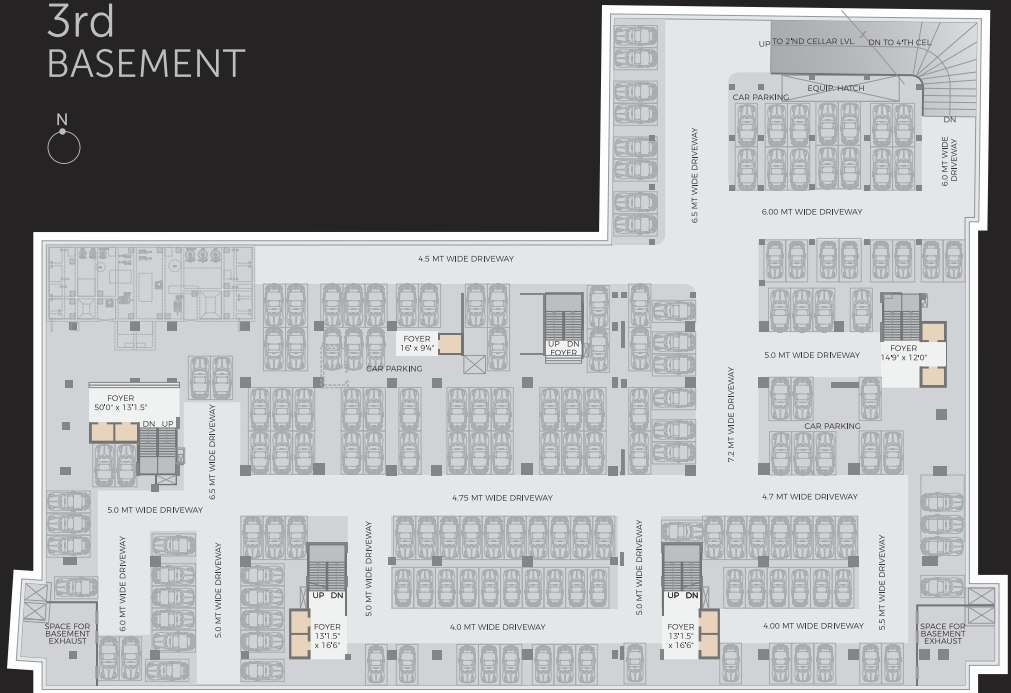 3rd
BASEMENT
N
UP TO 2'ND CELLAR LVL. DN TO 4'TH CEL
EQUIP. HATCH
CAR PARKING
DN
6.5 MT WIDE DRIVEWAY
6.0 MT WIDE
DRIVEWAY
6.00 MT WIDE DRIVEWAY
4.5 MT WIDE DRIVEWAY
FOYER
16' x 9'4"
UP DN
FOYER
CAR PARKING
5.0 MT WIDE DRIVEWAY
FOYER
14'9" x 12'0"
FOYER
50'0" x 13'1.5"
DN UP
6.5 MT WIDE DRIVEWAY
7.2 MT WIDE DRIVEWAY
CAR PARKING
5.0 MT WIDE DRIVEWAY
4.75 MT WIDE DRIVEWAY
4.7 MT WIDE DRIVEWAY
6.0 MT WIDE DRIVEWAY
5.0 MT WIDE DRIVEWAY
5.0 MT WIDE DRIVEWAY
5.0 MT WIDE DRIVEWAY
5.5 MT WIDE DRIVEWAY
UP DN
UP DN
SPACE FOR
BASEMENT
EXHAUST
FOYER
13'1.5"
x 16'6"
4.0 MT WIDE DRIVEWAY
FOYER
13'1.5"
x 16'6"
4.00 MT WIDE DRIVEWAY
SPACE FOR
BASEMENT
EXHAUST